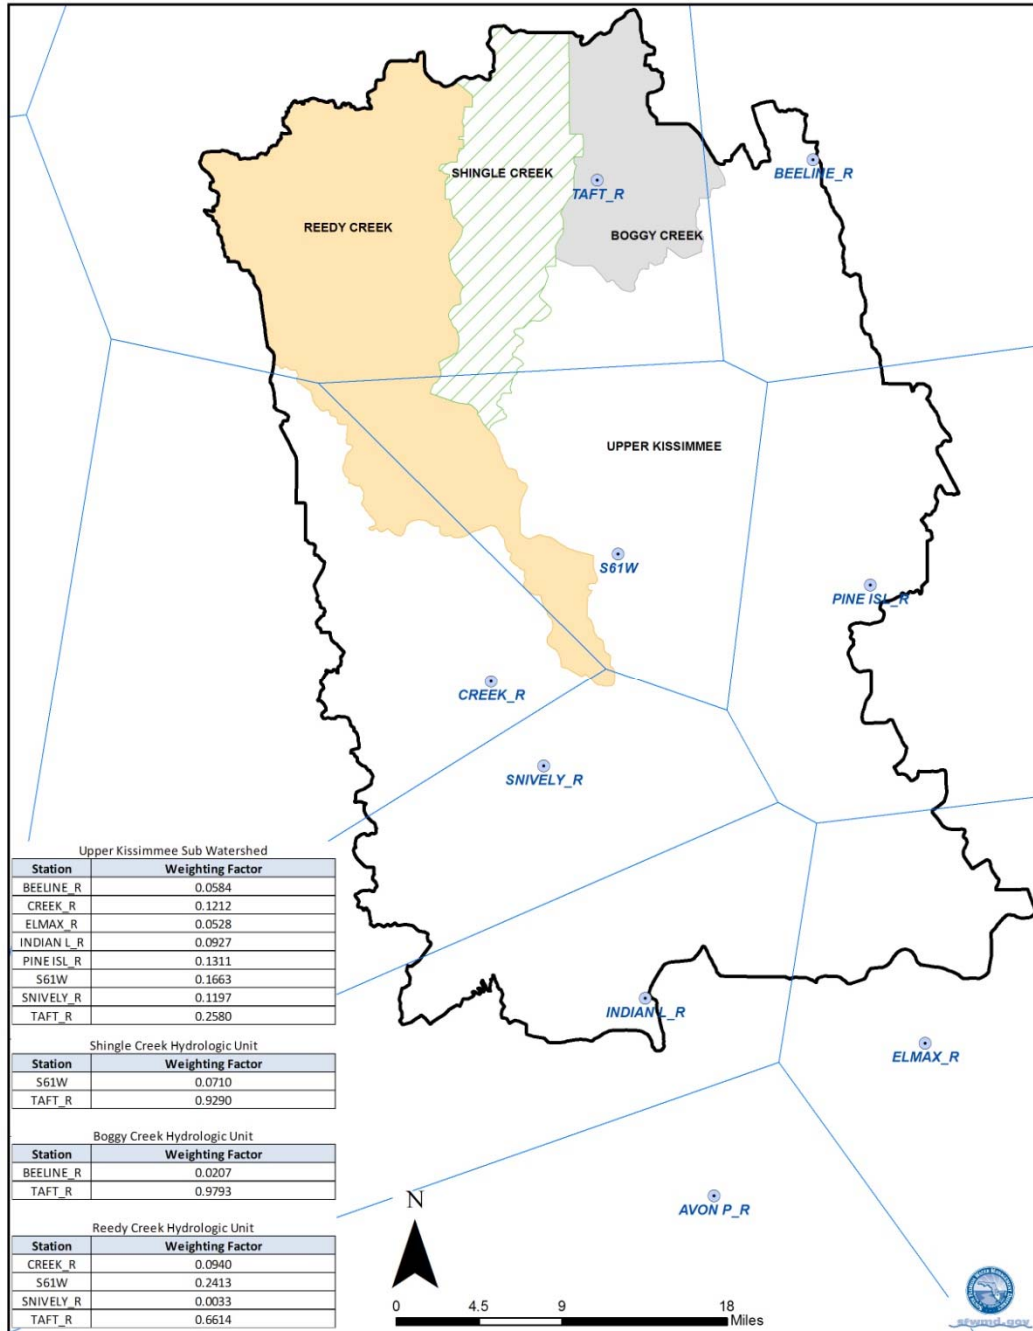 SHINGLE CREEK
BEELINE_R
TAFT_R
REEDY CREEK
BOGGY CREEK
UPPER KISSIMMEE
S61W
PINE ISL_R
CREEK_R
SNIVELY_R
INDIAN L_R
ELMAX_R
AVON P_R
Upper Kissimmee Sub Watershed
Station Weighting Factor
BEELINE_R 0.0584
CREEK_R 0.1212
ELMAX_R 0.0528
INDIAN L_R 0.0927
PINE ISL_R 0.1311
S61W 0.1663
SNIVELY_R 0.1197
TAFT_R 0.2580
Shingle Creek Hydrologic Unit
Station Weighting Factor
S61W 0.0710
TAFT_R 0.9290
Boggy Creek Hydrologic Unit
Station Weighting Factor
BEELINE_R 0.0207
TAFT_R 0.9793
Reedy Creek Hydrologic Unit
Station Weighting Factor
CREEK_R 0.0940
S61W 0.2413
SNIVELY_R 0.0033
TAFT_R 0.6614
N
0 4.5 9 18
Miles
sfwmd.gov